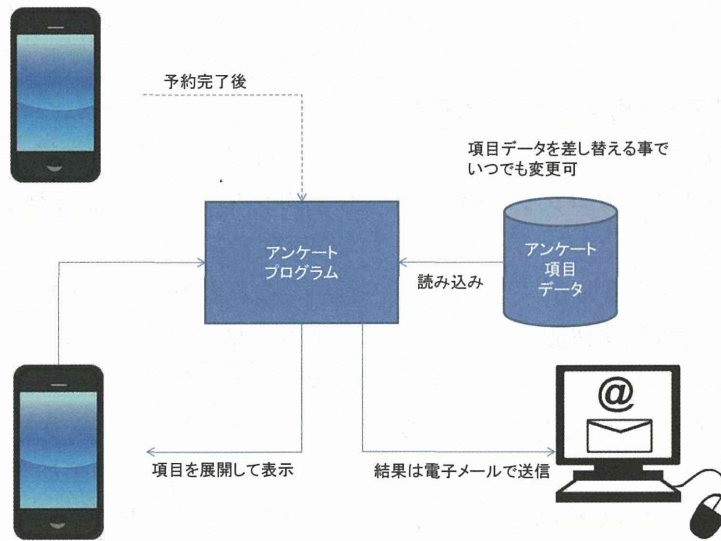 予約完了後
項目データを差し替える事で
いつでも変更可
アンケート
プログラム
アンケート
項目
データ
読み込み
@
項目を展開して表示
結果は電子メールで送信